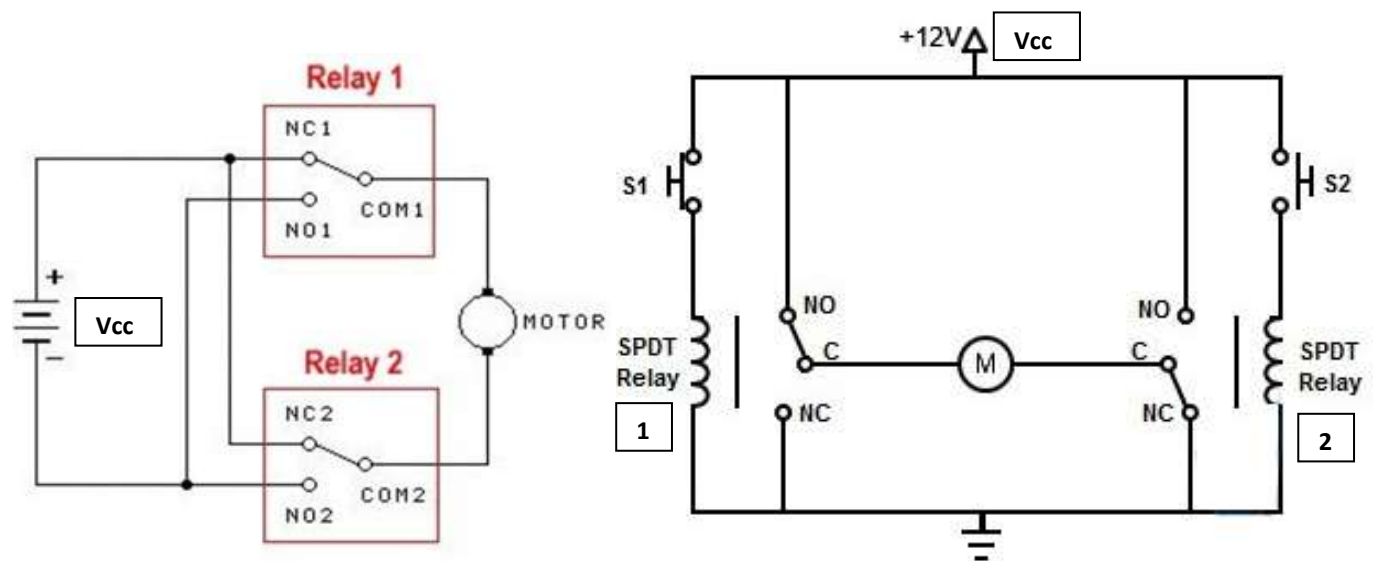 Relay 1
NC1
COM1
NO1
+
Vcc
−
MOTOR
Relay 2
NC2
COM2
NO2
+12V
Vcc
S1
S2
NO
C
NC
M
NO
C
NC
SPDT
Relay
1
SPDT
Relay
2